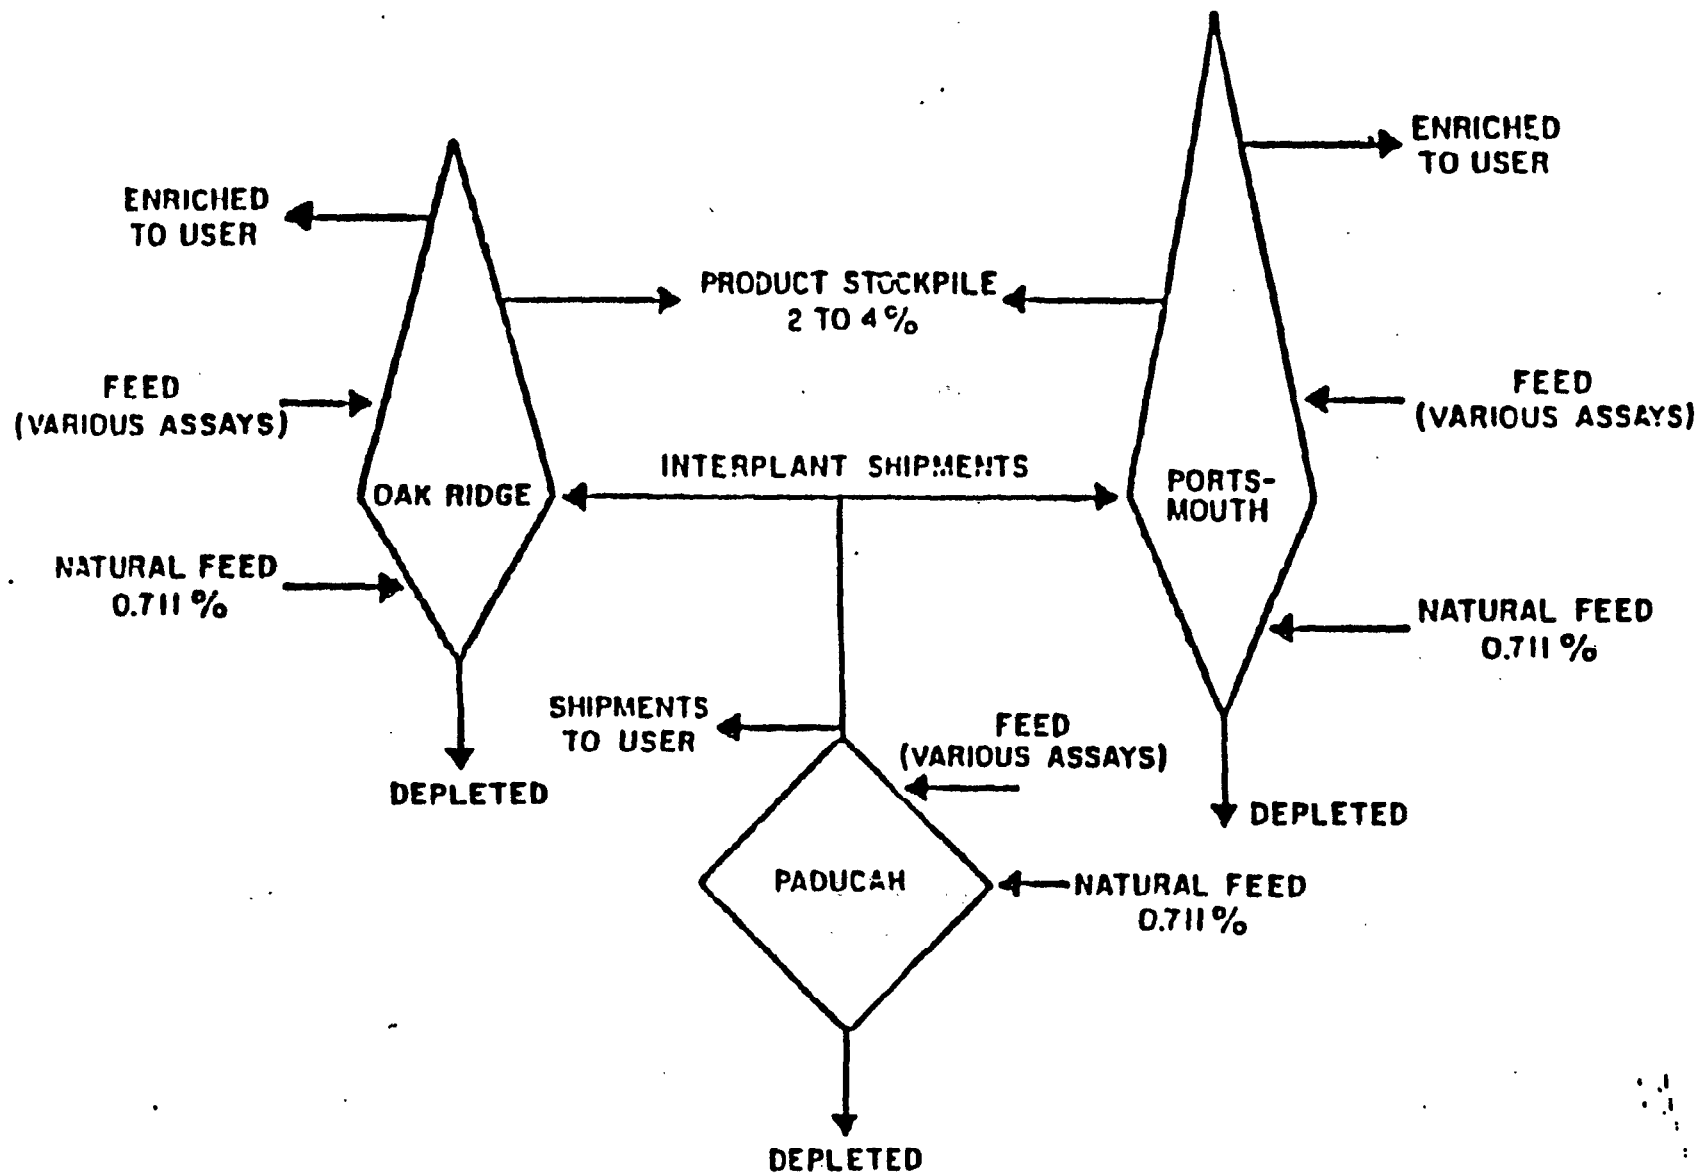 ENRICHED
TO USER
ENRICHED
TO USER
PRODUCT STOCKPILE
2 TO 4%
FEED
(VARIOUS ASSAYS)
FEED
(VARIOUS ASSAYS)
INTERPLANT SHIPMENTS
OAK RIDGE
PORTS-
MOUTH
NATURAL FEED
0.711%
NATURAL FEED
0.711%
SHIPMENTS
TO USER
FEED
(VARIOUS ASSAYS)
DEPLETED
DEPLETED
PADUCAH
NATURAL FEED
0.711%
DEPLETED